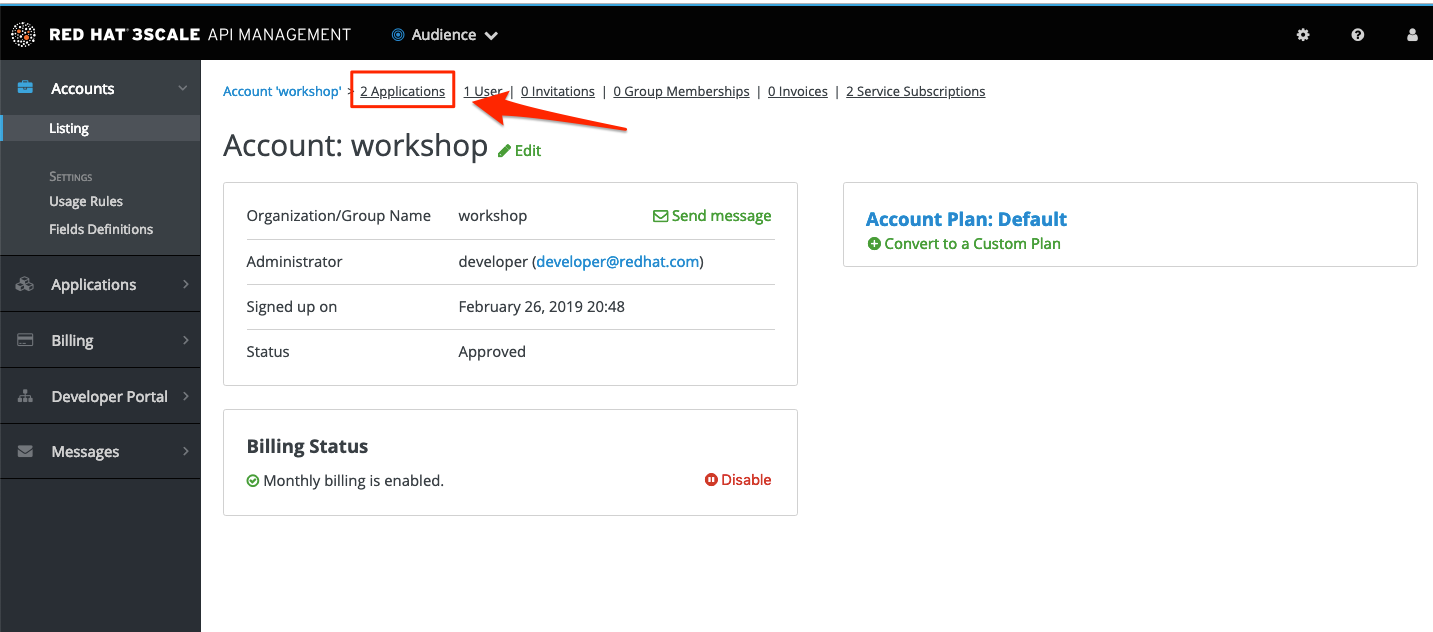 RED HAT 3SCALE API MANAGEMENT Audience
Accounts
Listing
Settings
Usage Rules
Fields Definitions
Applications
Billing
Developer Portal
Messages
Account 'workshop' > 2 Applications 1 User | 0 Invitations | 0 Group Memberships | 0 Invoices | 2 Service Subscriptions
Account: workshop Edit
Organization/Group Name workshop Send message
Administrator developer (developer@redhat.com)
Signed up on February 26, 2019 20:48
Status Approved
Billing Status
Monthly billing is enabled. Disable
Account Plan: Default
Convert to a Custom Plan